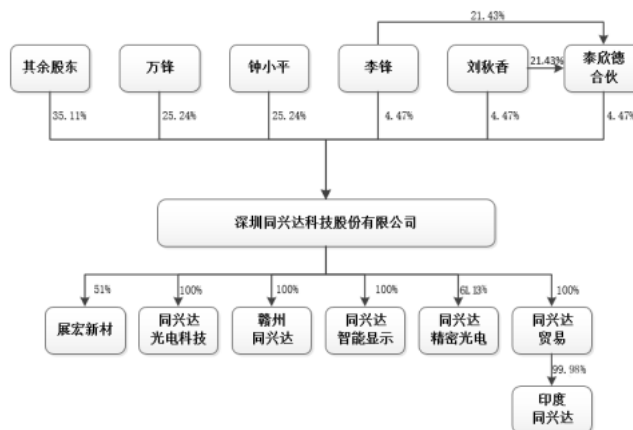 21.43%
其余股东
万锋
钟小平
李锋
刘秋香
21.43%
泰欣德
合伙
35.11%
25.24%
25.24%
4.47%
4.47%
4.47%
深圳同兴达科技股份有限公司
51%
100%
100%
100%
61.13%
100%
展宏新材
同兴达
光电科技
赣州
同兴达
同兴达
智能显示
同兴达
精密光电
同兴达
贸易
99.98%
印度
同兴达